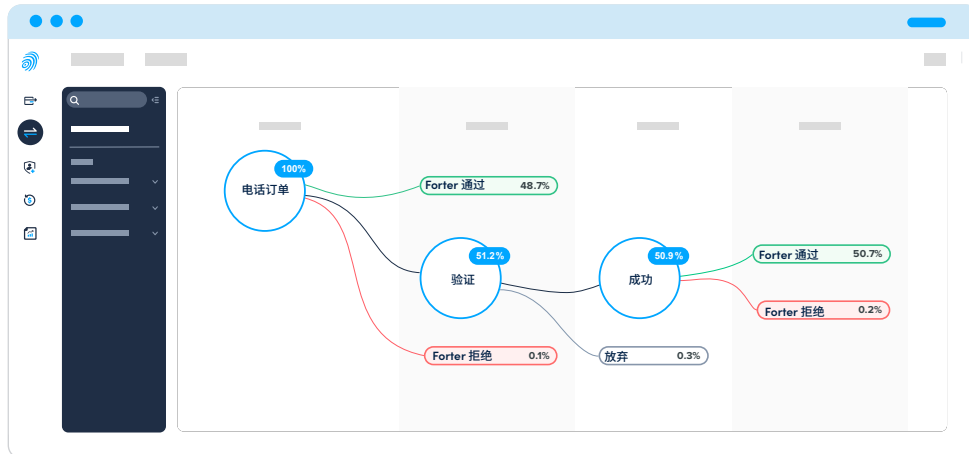 100%
电话订单
Forter 通过 48.7%
51.2%
验证
50.9%
成功
Forter 通过 50.7%
Forter 拒绝 0.2%
Forter 拒绝 0.1%
放弃 0.3%